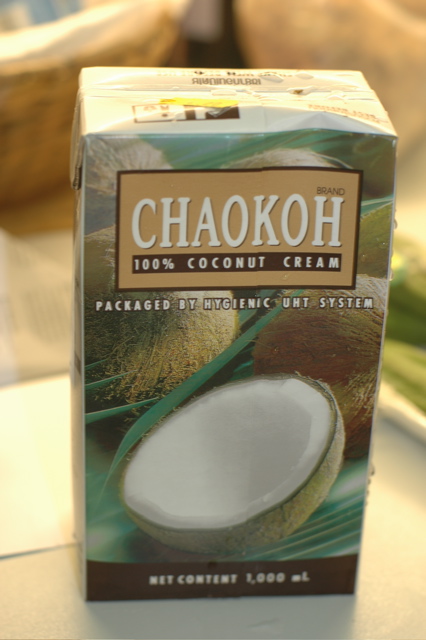 BRAND
CHAOKOH
100% COCONUT CREAM
PACKAGED BY HYGIENIC UHT SYSTEM
NET CONTENT 1,000 mL